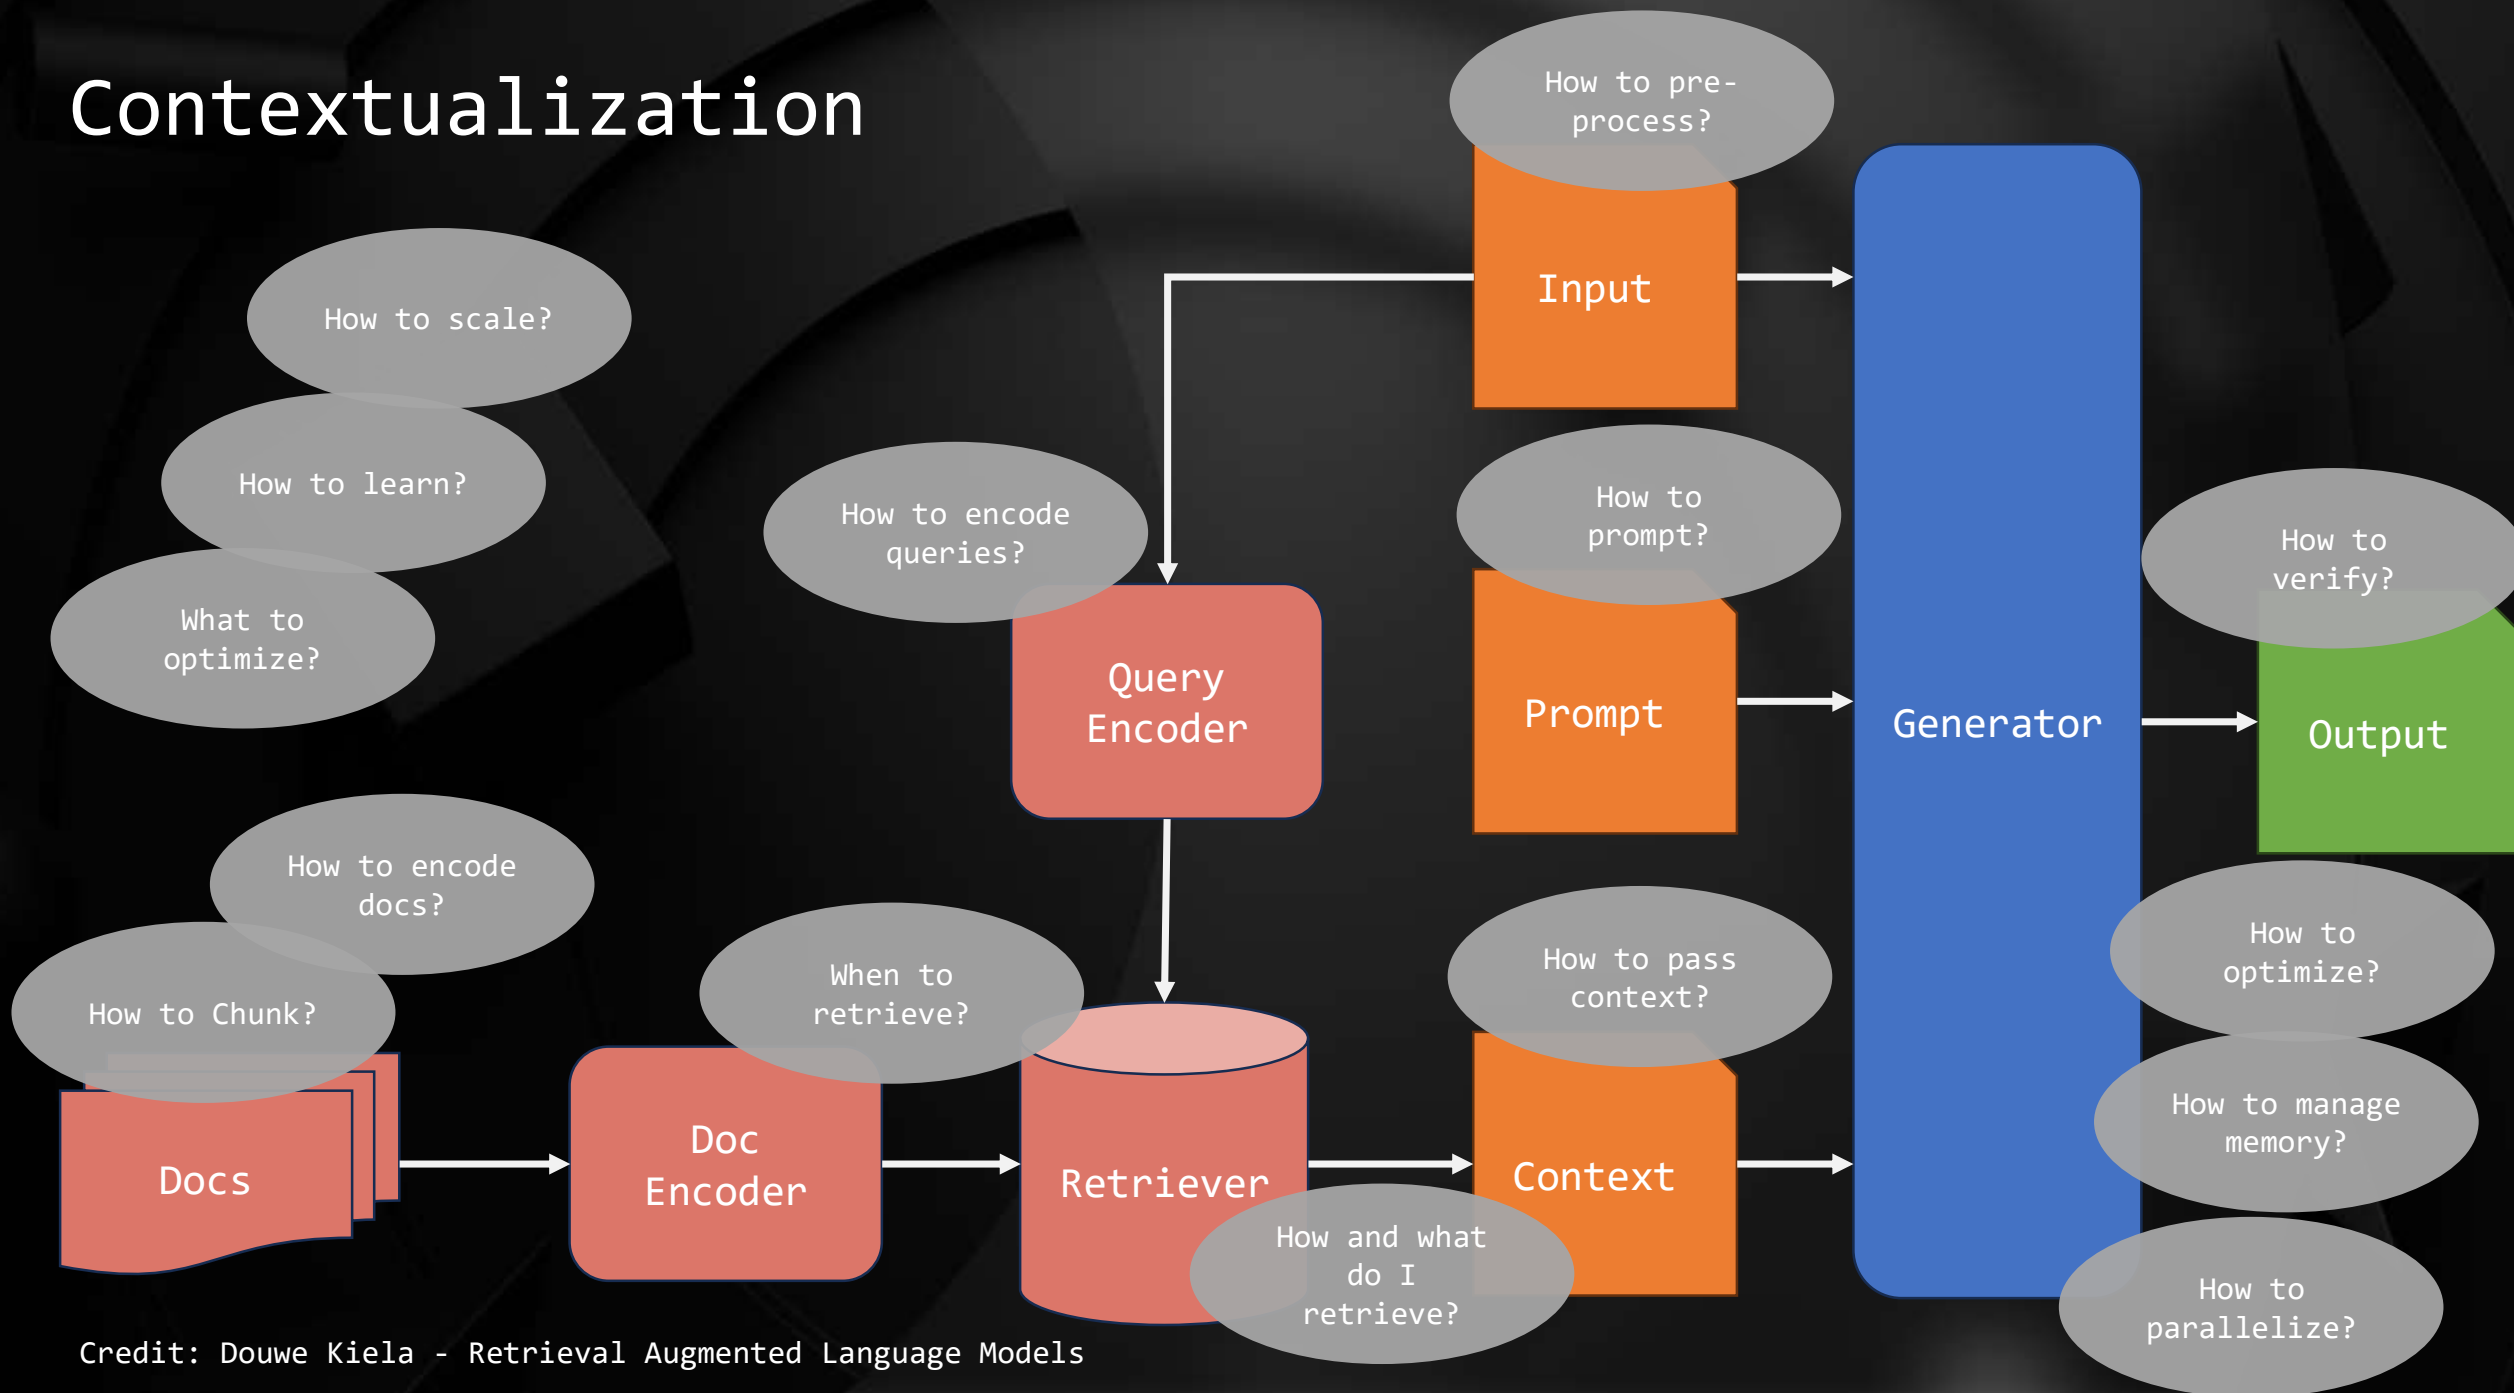 Contextualization
How to pre-
process?
How to scale?
Input
How to learn?
How to encode
queries?
How to
prompt?
How to
verify?
What to
optimize?
Query
Encoder
Prompt
Generator
Output
How to encode
docs?
How to Chunk?
When to
retrieve?
How to pass
context?
How to
optimize?
How to manage
memory?
Docs
Doc
Encoder
Retriever
Context
How and what
do I
retrieve?
How to
parallelize?
Credit: Douwe Kiela - Retrieval Augmented Language Models